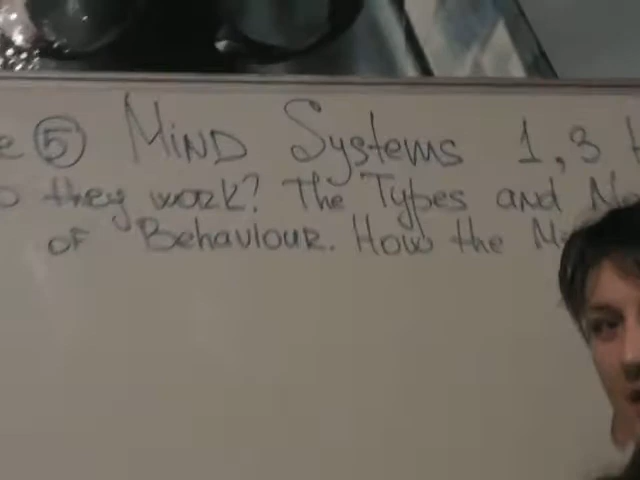 5 MIND Systems 1, 3
they work? The Types and
of Behaviour. How the